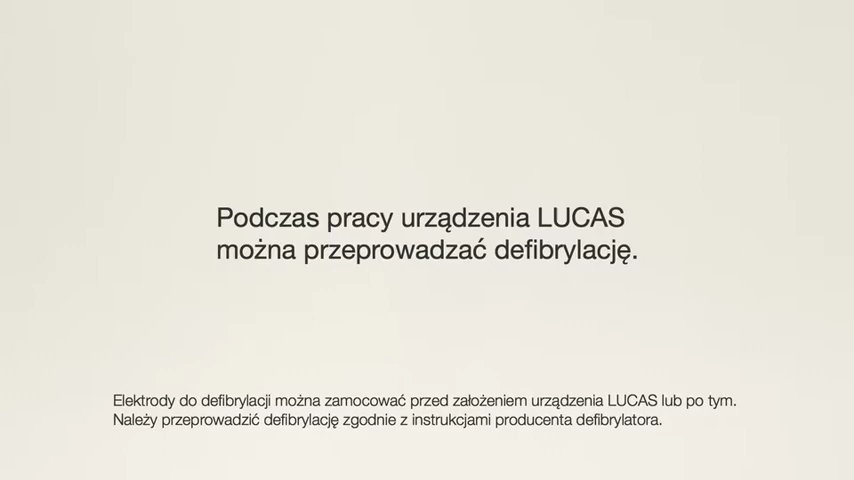 Podczas pracy urządzenia LUCAS
można przeprowadzać defibrylację.
Elektrody do defibrylacji można zamocować przed założeniem urządzenia LUCAS lub po tym.
Należy przeprowadzić defibrylację zgodnie z instrukcjami producenta defibrylatora.